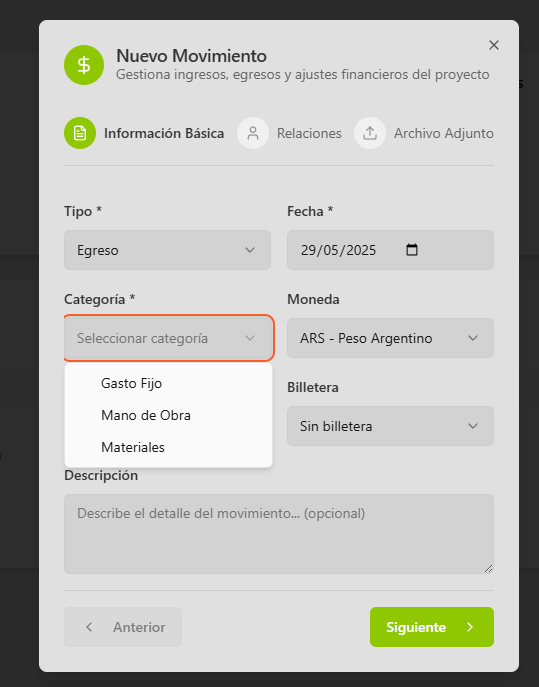 Nuevo Movimiento
Gestiona ingresos, egresos y ajustes financieros del proyecto
Información Básica
Relaciones
Archivo Adjunto
Tipo *
Fecha *
Egreso
29/05/2025
Categoría *
Moneda
Seleccionar categoría
ARS - Peso Argentino
Gasto Fijo
Mano de Obra
Materiales
Billetera
Sin billetera
Descripción
Describe el detalle del movimiento... (opcional)
Anterior
Siguiente